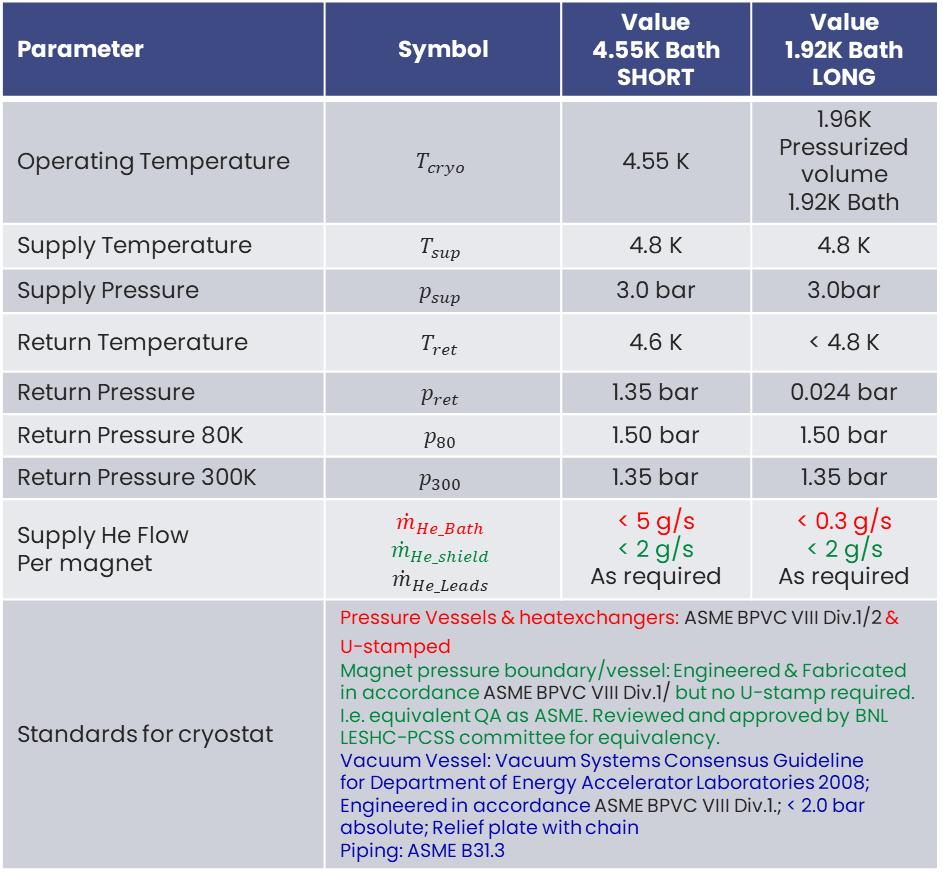 Parameter
Symbol
Value
4.55K Bath
SHORT
Value
1.92K Bath
LONG
Operating Temperature
T_cryo
4.55 K
1.96K
Pressurized
volume
1.92K Bath
Supply Temperature
T_sup
4.8 K
4.8 K
Supply Pressure
p_sup
3.0 bar
3.0bar
Return Temperature
T_ret
4.6 K
< 4.8 K
Return Pressure
p_ret
1.35 bar
0.024 bar
Return Pressure 80K
p_80
1.50 bar
1.50 bar
Return Pressure 300K
p_300
1.35 bar
1.35 bar
Supply He Flow
Per magnet
ṁ_He_Bath
ṁ_He_shield
ṁ_He_Leads
< 5 g/s
< 2 g/s
As required
< 0.3 g/s
< 2 g/s
As required
Standards for cryostat
Pressure Vessels & heatexchangers: ASME BPVC VIII Div.1/2 &
U-stamped
Magnet pressure boundary/vessel: Engineered & Fabricated
in accordance ASME BPVC VIII Div.1/ but no U-stamp required.
I.e. equivalent QA as ASME. Reviewed and approved by BNL
LESHC-PCSS committee for equivalency.
Vacuum Vessel: Vacuum Systems Consensus Guideline
for Department of Energy Accelerator Laboratories 2008;
Engineered in accordance ASME BPVC VIII Div.1.; < 2.0 bar
absolute; Relief plate with chain
Piping: ASME B31.3